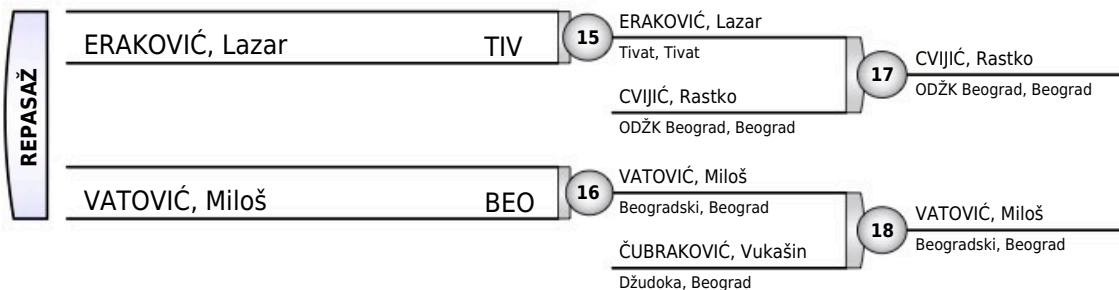 REPASAŽ
ERAKOVIĆ, Lazar TIV
15
ERAKOVIĆ, Lazar
Tivat, Tivat
CVIJIĆ, Rastko
ODŽK Beograd, Beograd
17
CVIJIĆ, Rastko
ODŽK Beograd, Beograd
VATOVIĆ, Miloš BEO
16
VATOVIĆ, Miloš
Beogradski, Beograd
ČUBRAKOVIĆ, Vukašin
Džudoka, Beograd
18
VATOVIĆ, Miloš
Beogradski, Beograd